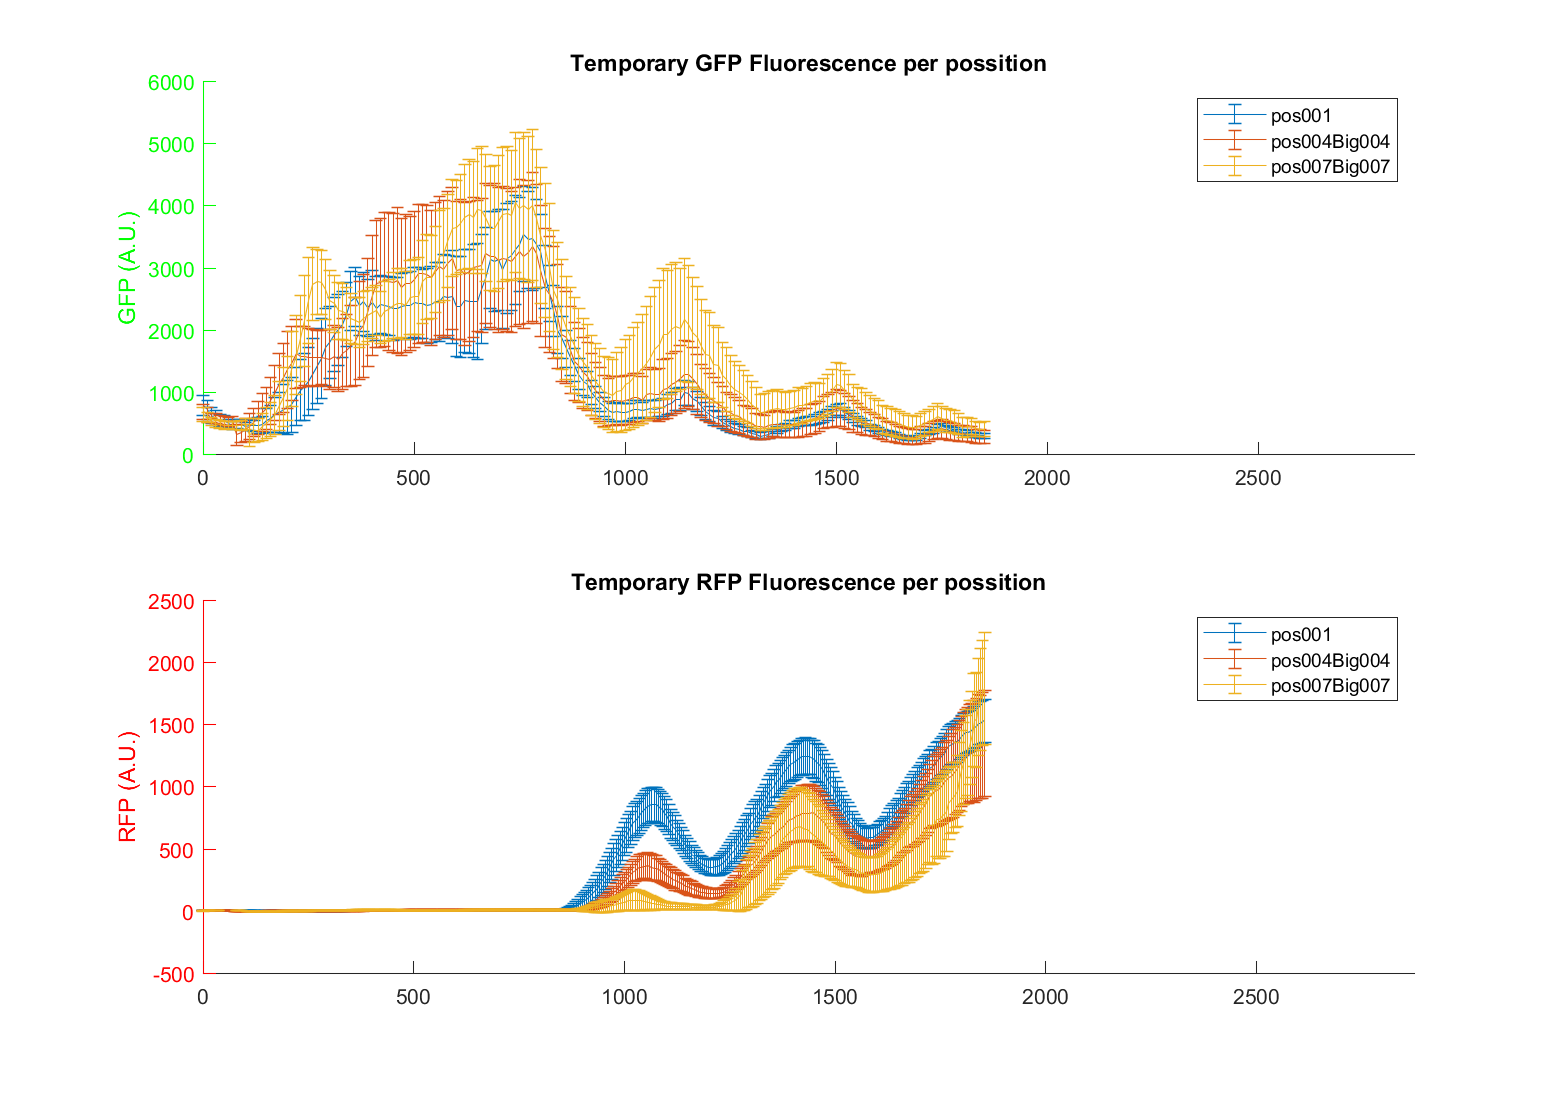 Temporary GFP Fluorescence per possition
6000
5000
4000
3000
2000
1000
0
GFP (A.U.)
0 500 1000 1500 2000 2500
pos001
pos004Big004
pos007Big007
Temporary RFP Fluorescence per possition
2500
2000
1500
1000
500
0
-500
RFP (A.U.)
0 500 1000 1500 2000 2500
pos001
pos004Big004
pos007Big007